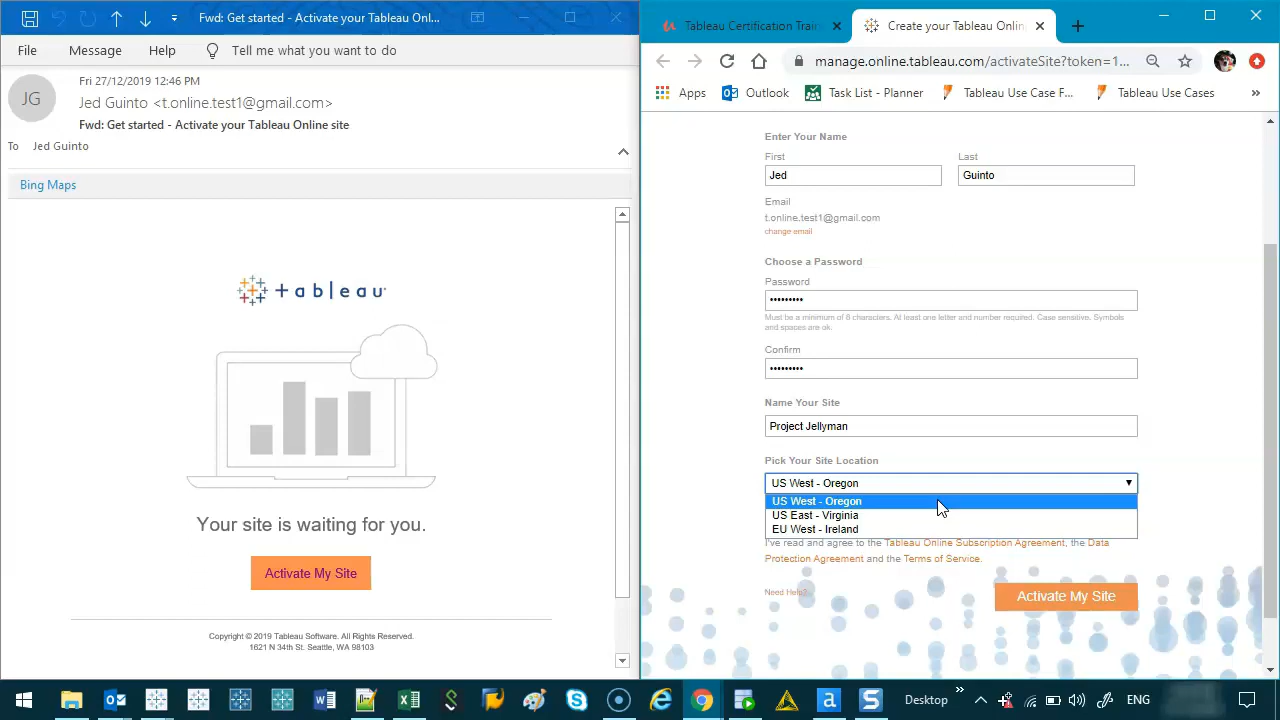 Fwd: Get started - Activate your Tableau Onl...
File Message Help Tell me what you want to do
JG
Fri 27/12/2019 12:46 PM
Jed Guinto <t.online.test1@gmail.com>
Fwd: Get started - Activate your Tableau Online site
To Jed Guinto
Bing Maps
+ableau
Your site is waiting for you.
Activate My Site
Copyright © 2019 Tableau Software. All Rights Reserved.
1621 N 34th St. Seattle, WA 98103
Tableau Certification Train
Create your Tableau Onlin
manage.online.tableau.com/activateSite?token=1...
Apps Outlook Task List - Planner Tableau Use Case F... Tableau Use Cases »
Enter Your Name
First Last
Jed Guinto
Email
t.online.test1@gmail.com
change email
Choose a Password
Password
•••••••••
Must be a minimum of 8 characters. At least one letter and number required. Case sensitive. Symbols
and spaces are ok.
Confirm
•••••••••
Name Your Site
Project Jellyman
Pick Your Site Location
US West - Oregon
US West - Oregon
US East - Virginia
EU West - Ireland
I've read and agree to the Tableau Online Subscription Agreement, the Data
Protection Agreement and the Terms of Service.
Need Help?
Activate My Site
Desktop » ENG